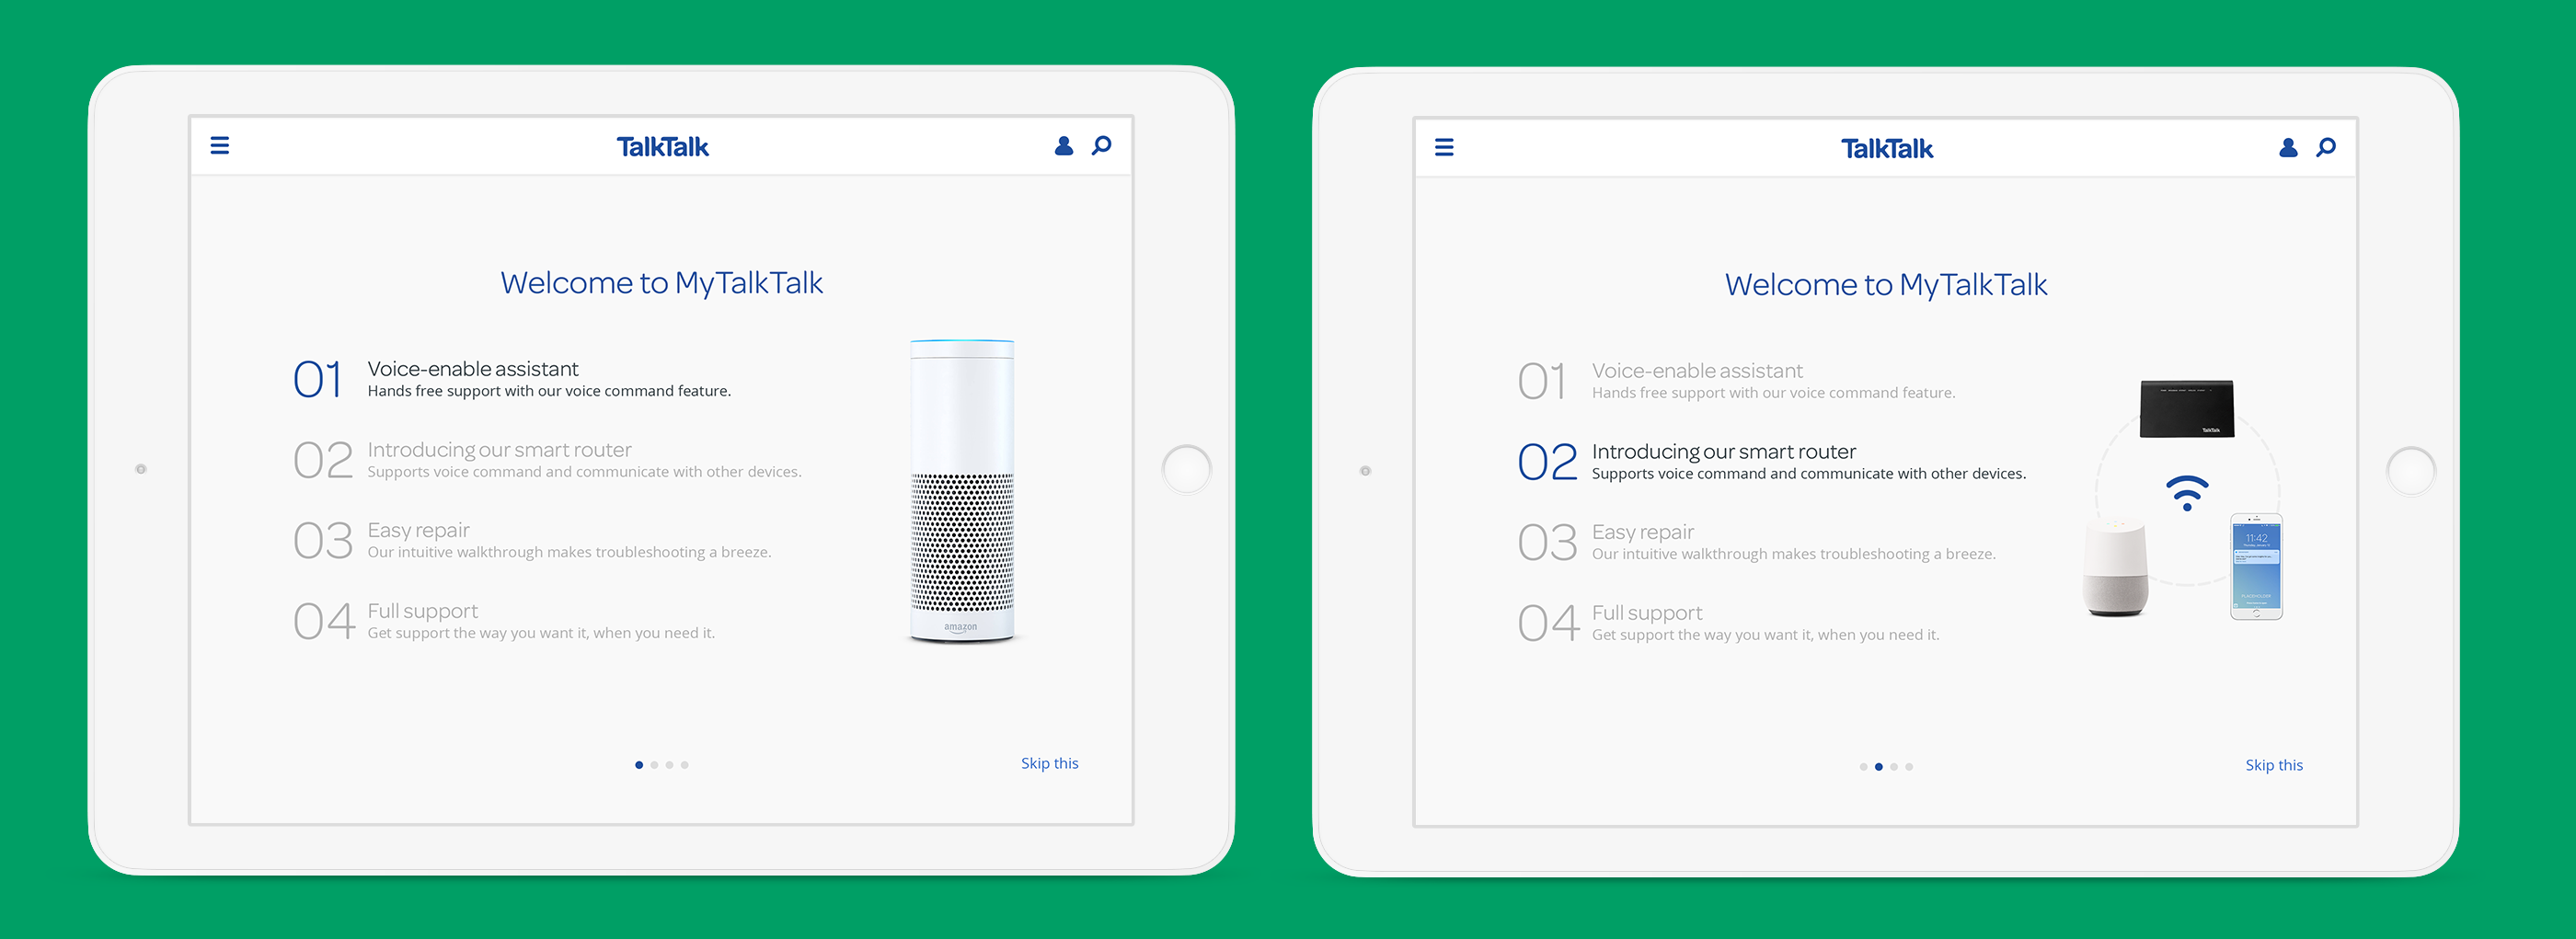 TalkTalk
Welcome to MyTalkTalk
01 Voice-enable assistant
Hands free support with our voice command feature.
02 Introducing our smart router
Supports voice command and communicate with other devices.
03 Easy repair
Our intuitive walkthrough makes troubleshooting a breeze.
04 Full support
Get support the way you want it, when you need it.
amazon
Skip this
TalkTalk
Welcome to MyTalkTalk
01 Voice-enable assistant
Hands free support with our voice command feature.
02 Introducing our smart router
Supports voice command and communicate with other devices.
03 Easy repair
Our intuitive walkthrough makes troubleshooting a breeze.
04 Full support
Get support the way you want it, when you need it.
TalkTalk
11:42
PLACEHOLDER
Skip this